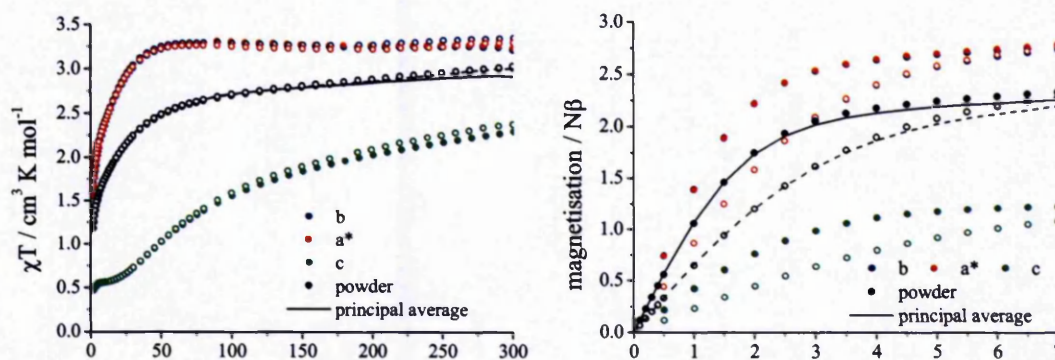 3.5
3.0
2.5
2.0
1.5
1.0
0.5
0.0
χT / cm³ K mol⁻¹
b
a*
c
powder
principal average
0 50 100 150 200 250 300
3.0
2.5
2.0
1.5
1.0
0.5
0.0
magnetisation / Nβ
b a* c
powder
principal average
0 1 2 3 4 5 6